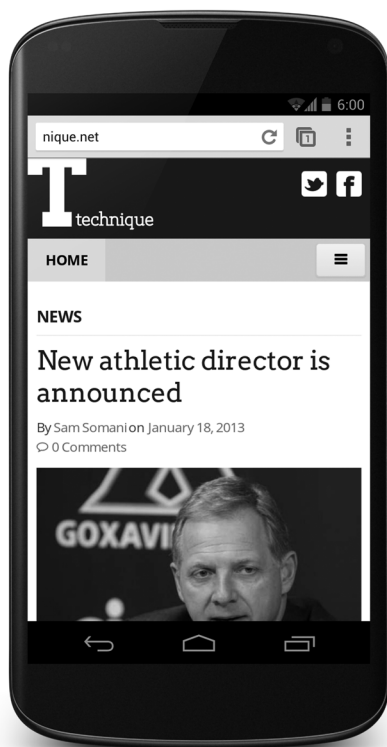 6:00
nique.net
1
T
technique
HOME
NEWS
New athletic director is
announced
By Sam Somani on January 18, 2013
0 Comments
GOXAVI